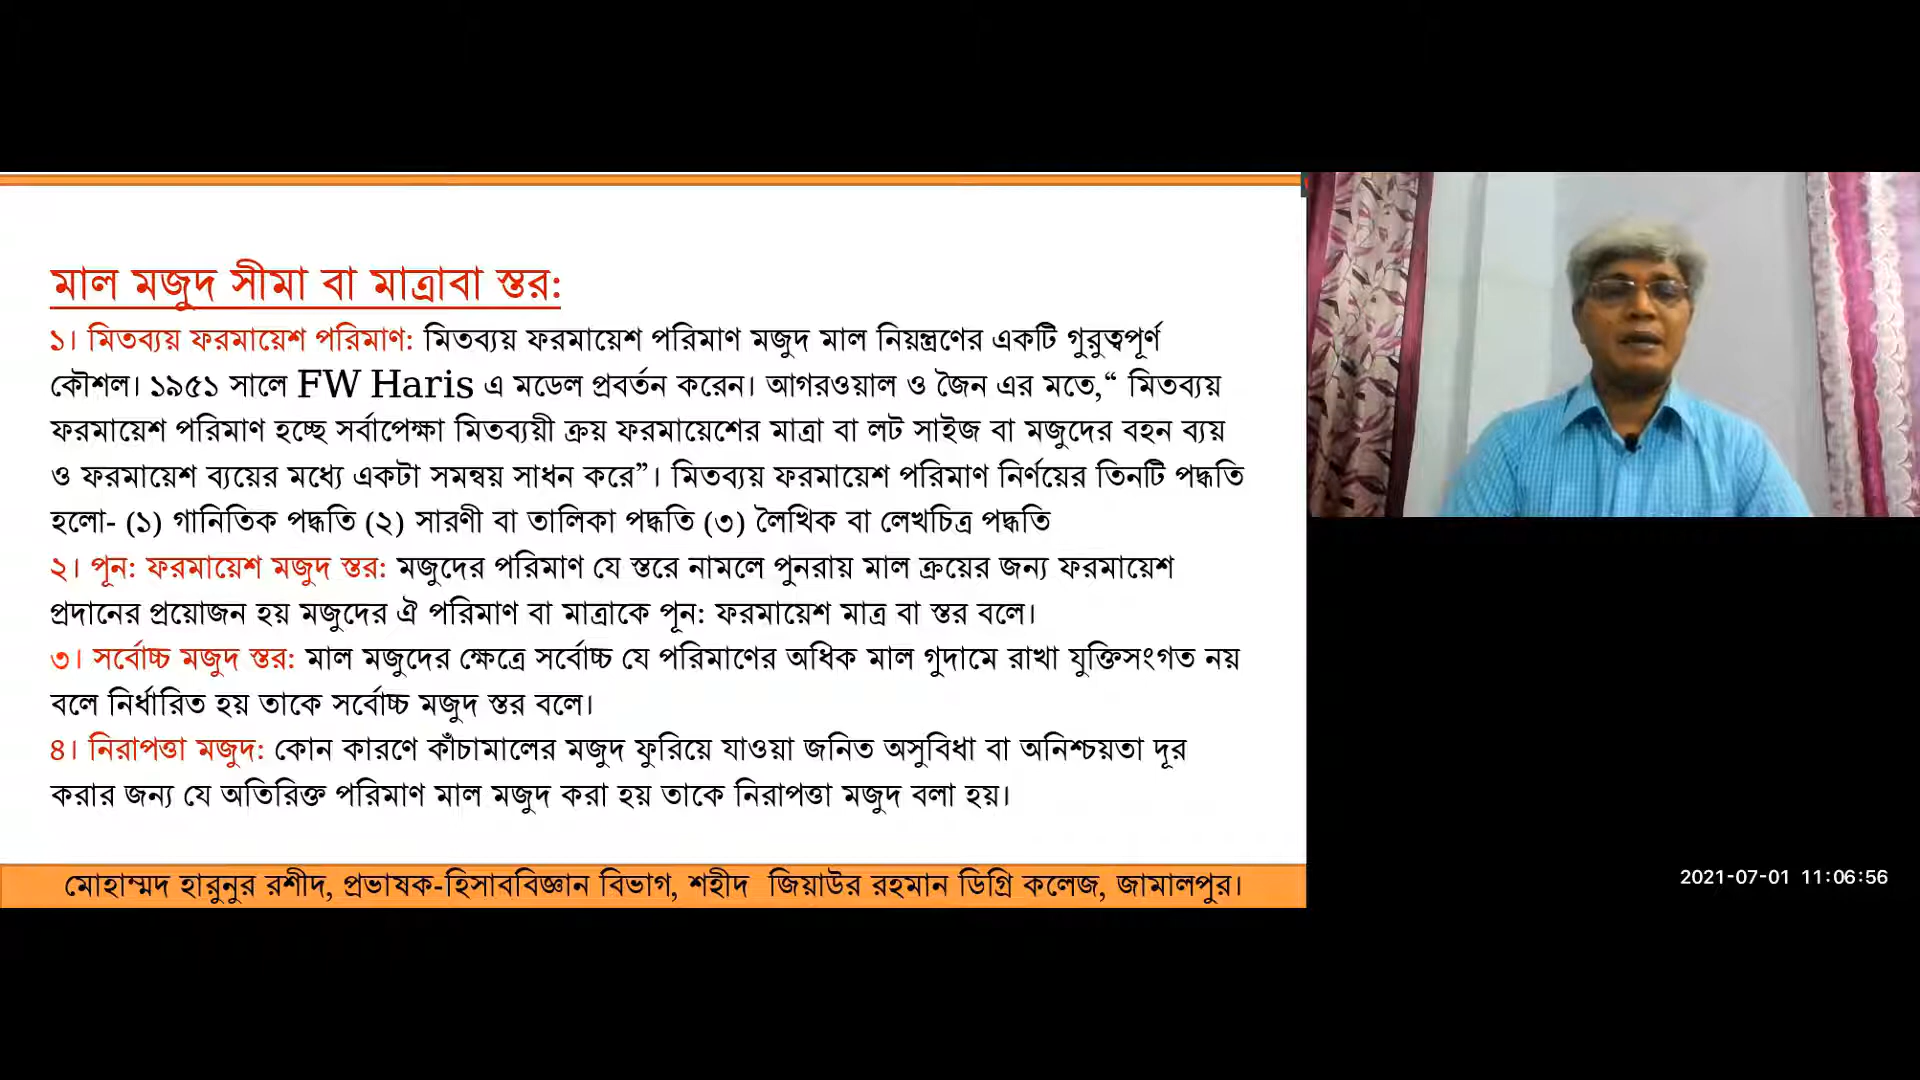 মাল মজুদ সীমা বা মাত্রাবা স্তর:
১। মিতব্যয় ফরমায়েশ পরিমাণ: মিতব্যয় ফরমায়েশ পরিমাণ মজুদ মাল নিয়ন্ত্রণের একটি গুরুত্বপূর্ণ
কৌশল। ১৯৫১ সালে FW Haris এ মডেল প্রবর্তন করেন। আগরওয়াল ও জৈন এর মতে,“ মিতব্যয়
ফরমায়েশ পরিমাণ হচ্ছে সর্বাপেক্ষা মিতব্যয়ী ক্রয় ফরমায়েশের মাত্রা বা লট সাইজ বা মজুদের বহন ব্যয়
ও ফরমায়েশ ব্যয়ের মধ্যে একটা সমন্বয় সাধন করে”। মিতব্যয় ফরমায়েশ পরিমাণ নির্ণয়ের তিনটি পদ্ধতি
হলো- (১) গানিতিক পদ্ধতি (২) সারণী বা তালিকা পদ্ধতি (৩) লৈখিক বা লেখচিত্র পদ্ধতি
২। পূন: ফরমায়েশ মজুদ স্তর: মজুদের পরিমাণ যে স্তরে নামলে পুনরায় মাল ক্রয়ের জন্য ফরমায়েশ
প্রদানের প্রয়োজন হয় মজুদের ঐ পরিমাণ বা মাত্রাকে পূন: ফরমায়েশ মাত্র বা স্তর বলে।
৩। সর্বোচ্চ মজুদ স্তর: মাল মজুদের ক্ষেত্রে সর্বোচ্চ যে পরিমাণের অধিক মাল গুদামে রাখা যুক্তিসংগত নয়
বলে নির্ধারিত হয় তাকে সর্বোচ্চ মজুদ স্তর বলে।
৪। নিরাপত্তা মজুদ: কোন কারণে কাঁচামালের মজুদ ফুরিয়ে যাওয়া জনিত অসুবিধা বা অনিশ্চয়তা দূর
করার জন্য যে অতিরিক্ত পরিমাণ মাল মজুদ করা হয় তাকে নিরাপত্তা মজুদ বলা হয়।
মোহাম্মদ হারুনুর রশীদ, প্রভাষক-হিসাববিজ্ঞান বিভাগ, শহীদ জিয়াউর রহমান ডিগ্রি কলেজ, জামালপুর।
2021-07-01 11:06:56